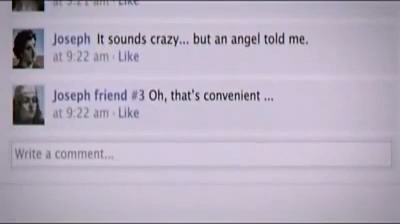 at 9:22 am · Like
Joseph It sounds crazy... but an angel told me.
at 9:22 am · Like
Joseph friend #3 Oh, that's convenient ...
at 9:22 am · Like
Write a comment...